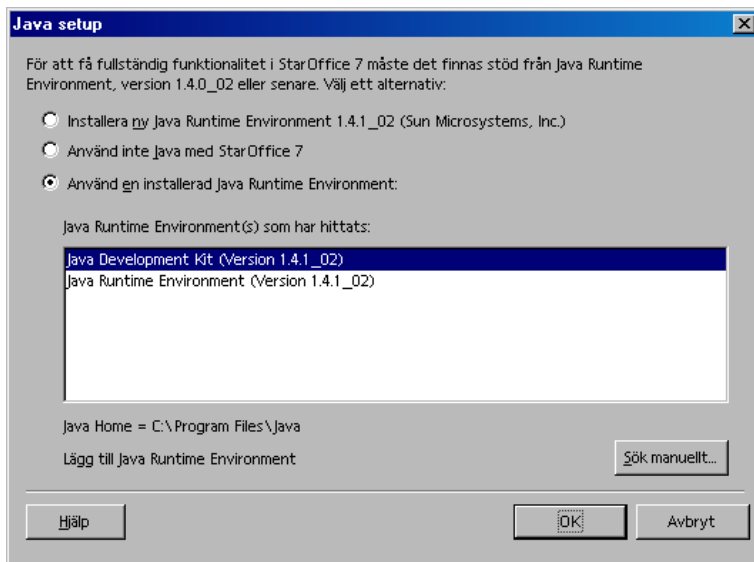 Java setup
För att få fullständig funktionalitet i StarOffice 7 måste det finnas stöd från Java Runtime
Environment, version 1.4.0_02 eller senare. Välj ett alternativ:
Installera ny Java Runtime Environment 1.4.1_02 (Sun Microsystems, Inc.)
Använd inte Java med StarOffice 7
Använd en installerad Java Runtime Environment:
Java Runtime Environment(s) som har hittats:
Java Development Kit (Version 1.4.1_02)
Java Runtime Environment (Version 1.4.1_02)
Java Home = C:\Program Files\Java
Lägg till Java Runtime Environment
Sök manuellt...
Hjälp
OK
Avbryt